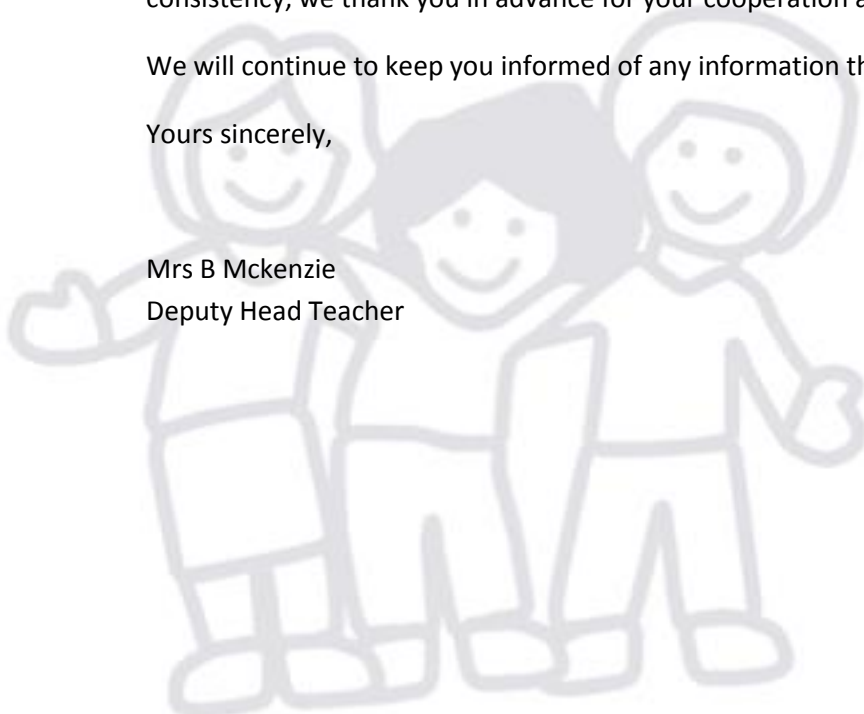 consistency, we thank you in advance for your cooperation a
We will continue to keep you informed of any information th
Yours sincerely,
Mrs B Mckenzie
Deputy Head Teacher